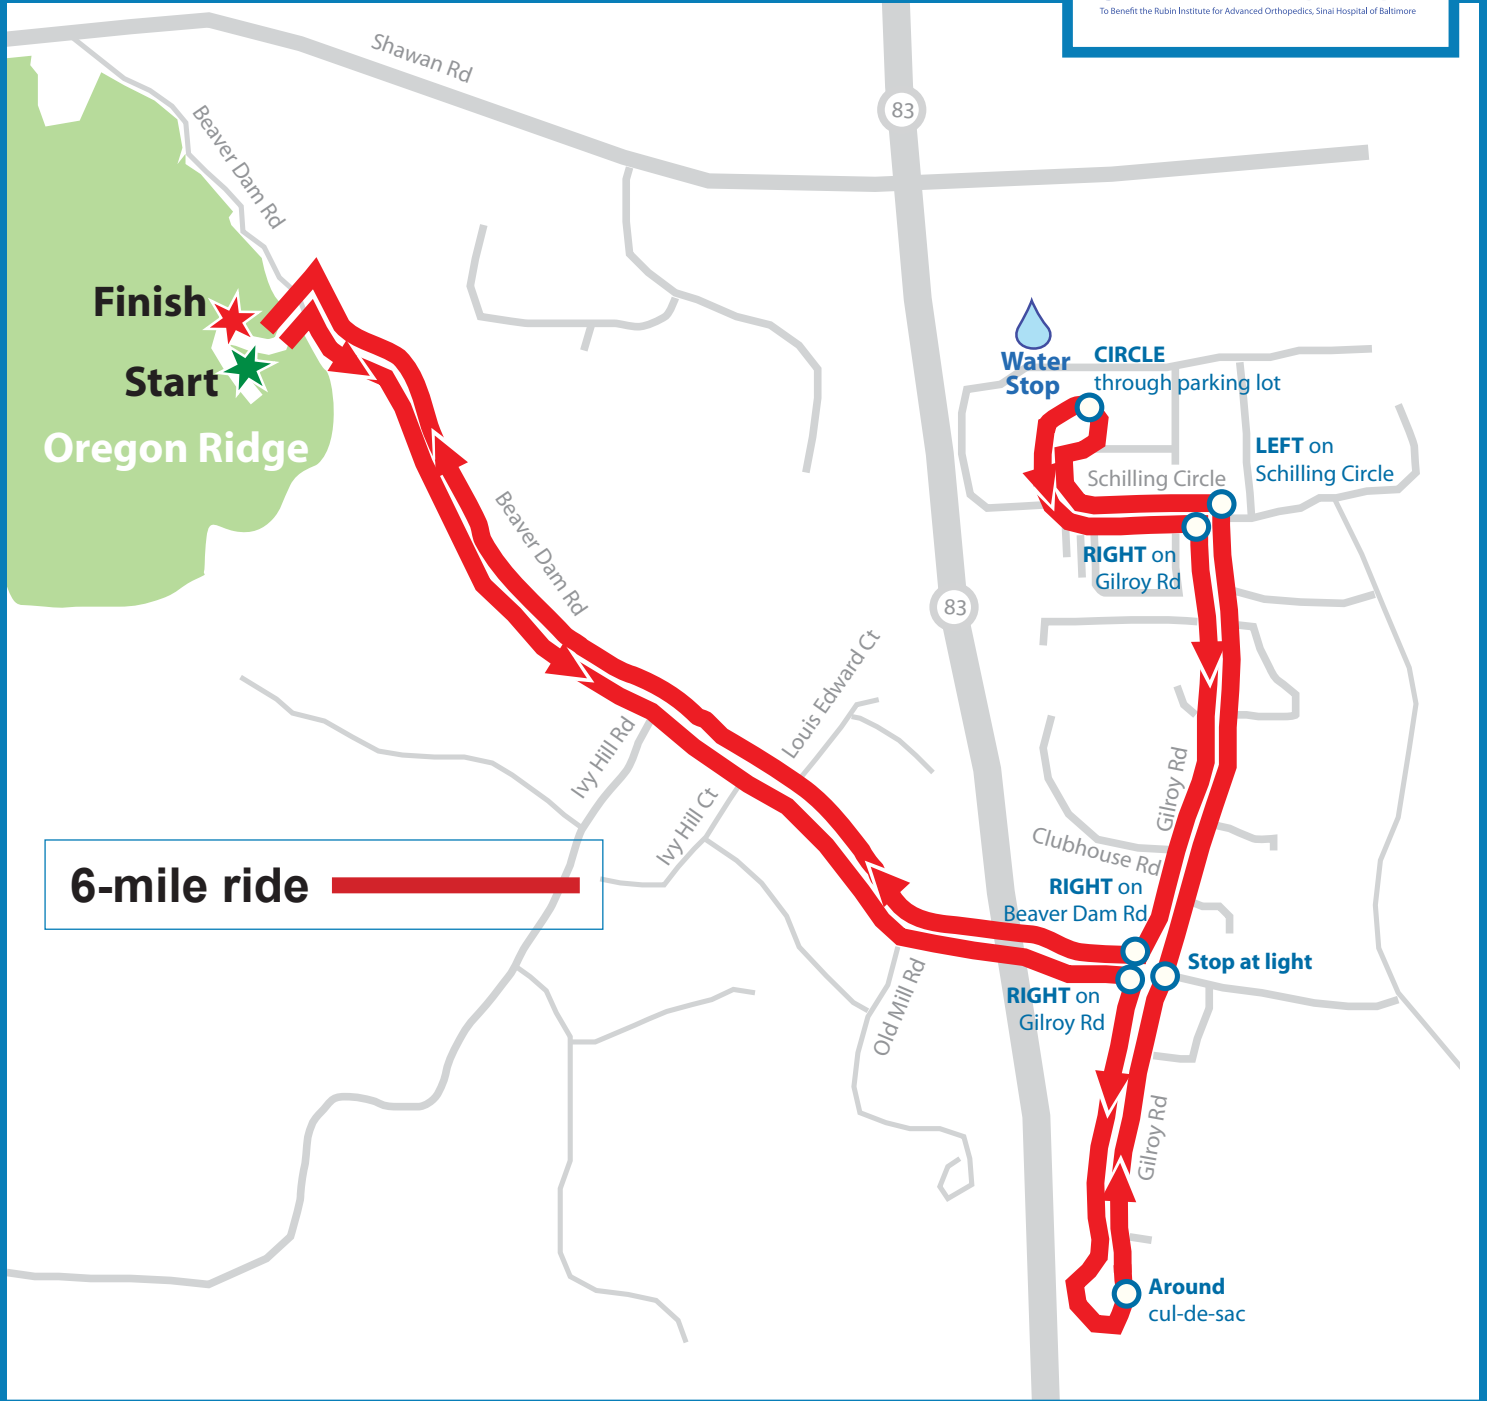 To Benefit the Rubin Institute for Advanced Orthopedics, Sinai Hospital of Baltimore
Shawan Rd
83
Beaver Dam Rd
Finish
Start
Oregon Ridge
Water
Stop
CIRCLE
through parking lot
LEFT on
Schilling Circle
Schilling Circle
RIGHT on
Gilroy Rd
Beaver Dam Rd
83
Louis Edward Ct
Ivy Hill Rd
Ivy Hill Ct
Gilroy Rd
Clubhouse Rd
6-mile ride
RIGHT on
Beaver Dam Rd
Stop at light
RIGHT on
Gilroy Rd
Old Mill Rd
Gilroy Rd
Around
cul-de-sac